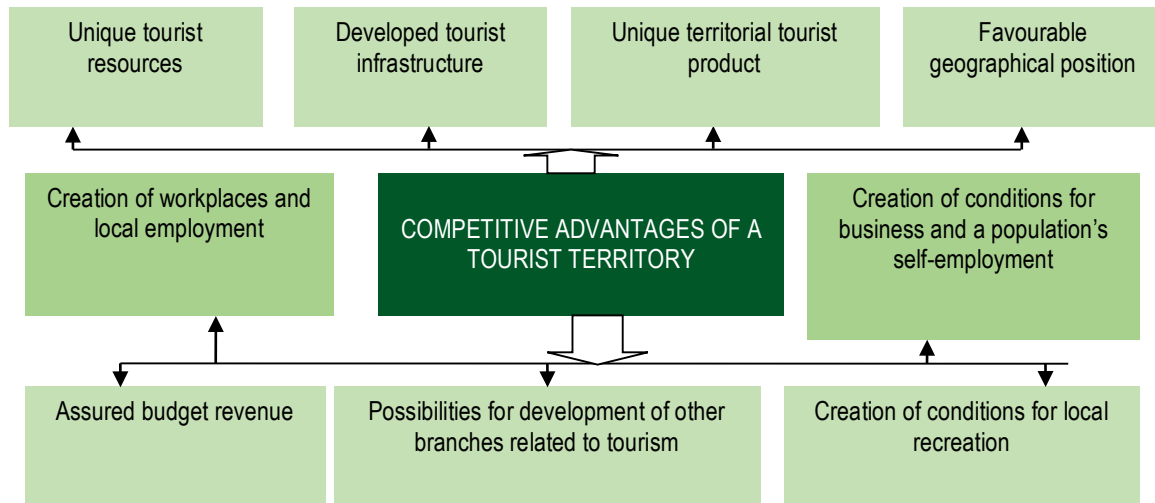 Unique tourist
resources
Developed tourist
infrastructure
Unique territorial tourist
product
Favourable
geographical position
Creation of workplaces and
local employment
COMPETITIVE ADVANTAGES OF A
TOURIST TERRITORY
Creation of conditions for
business and a population’s
self-employment
Assured budget revenue
Possibilities for development of other
branches related to tourism
Creation of conditions for local
recreation